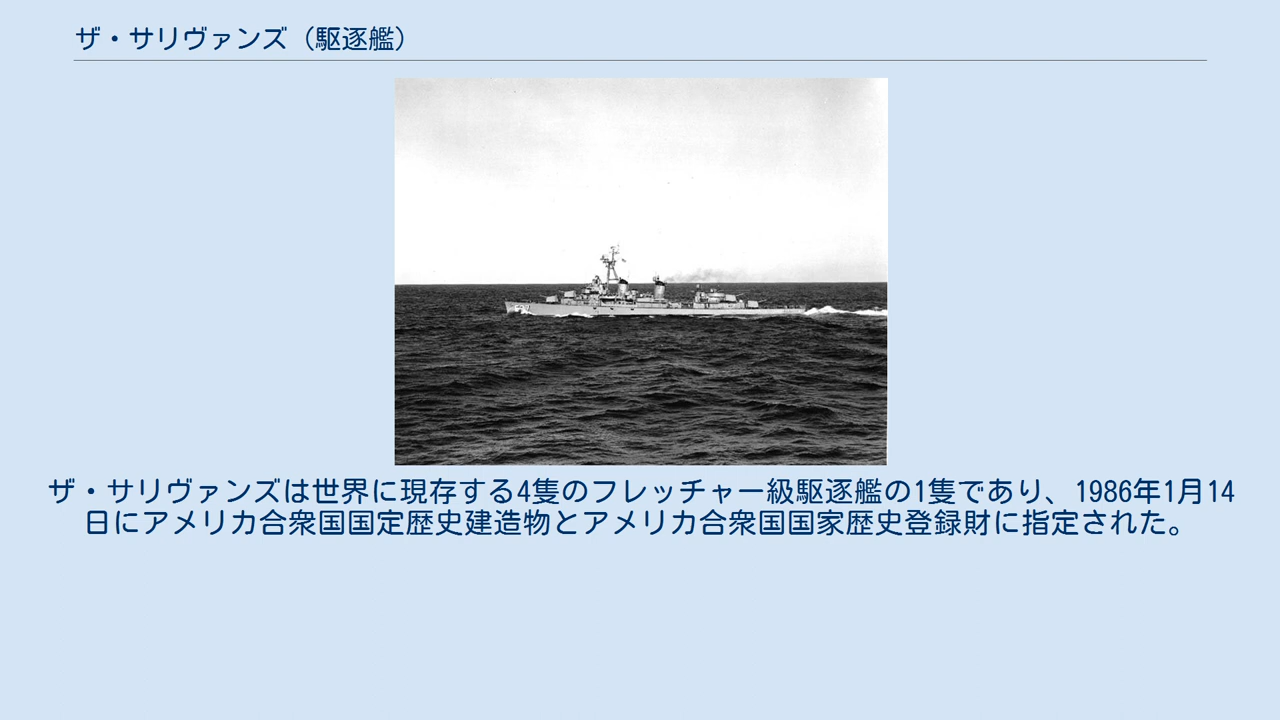 ザ・サリヴァンズ（駆逐艦）
ザ・サリヴァンズは世界に現存する4隻のフレッチャー級駆逐艦の1隻であり、1986年1月14
日にアメリカ合衆国国定歴史建造物とアメリカ合衆国国家歴史登録財に指定された。